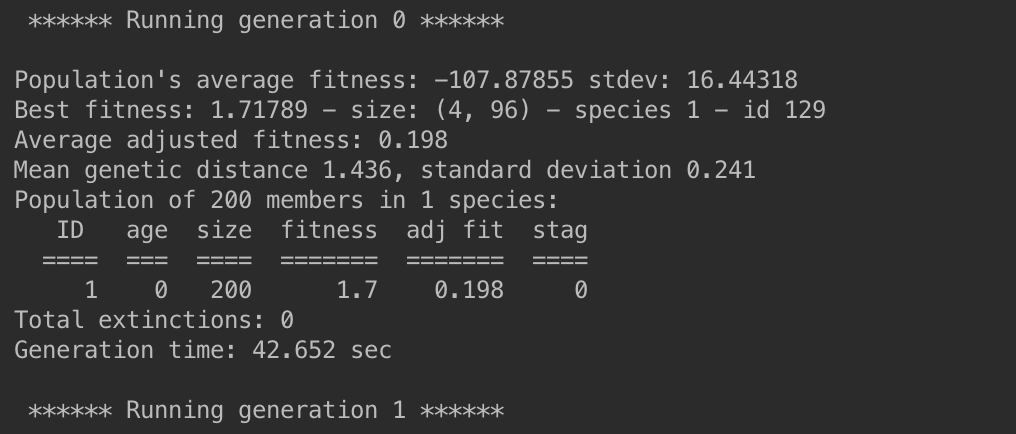 ****** Running generation 0 ******
Population's average fitness: -107.87855 stdev: 16.44318
Best fitness: 1.71789 - size: (4, 96) - species 1 - id 129
Average adjusted fitness: 0.198
Mean genetic distance 1.436, standard deviation 0.241
Population of 200 members in 1 species:
   ID   age  size   fitness  adj fit  stag
  ====  ===  ====  =======  =======  ====
     1    0   200      1.7    0.198     0
Total extinctions: 0
Generation time: 42.652 sec
****** Running generation 1 ******